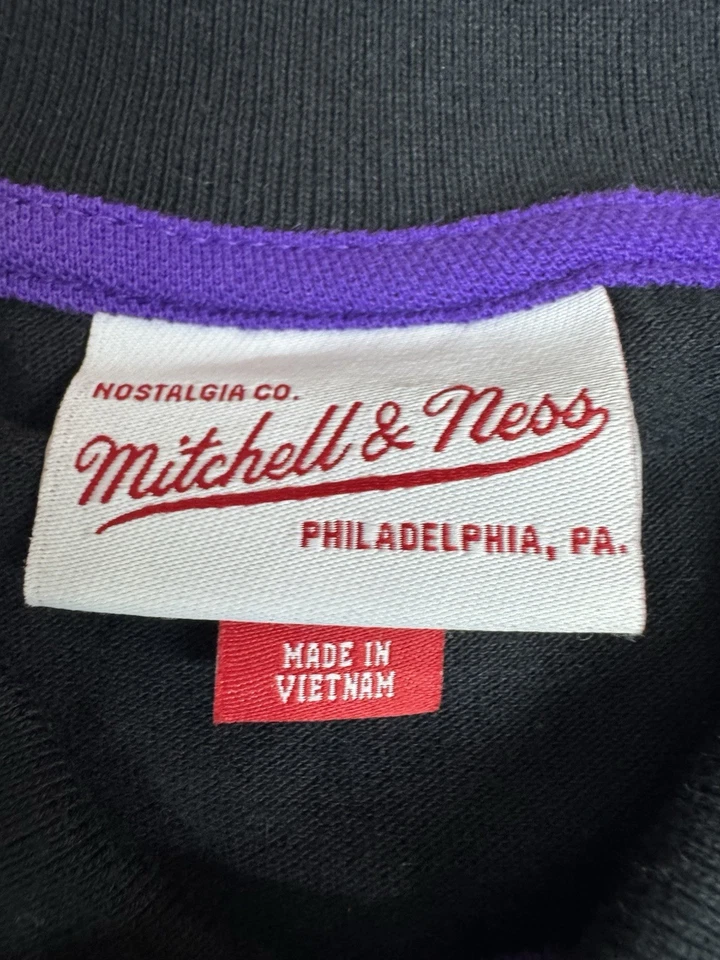 NOSTALGIA CO.
Mitchell & Ness
PHILADELPHIA, PA.
MADE IN
VIETNAM